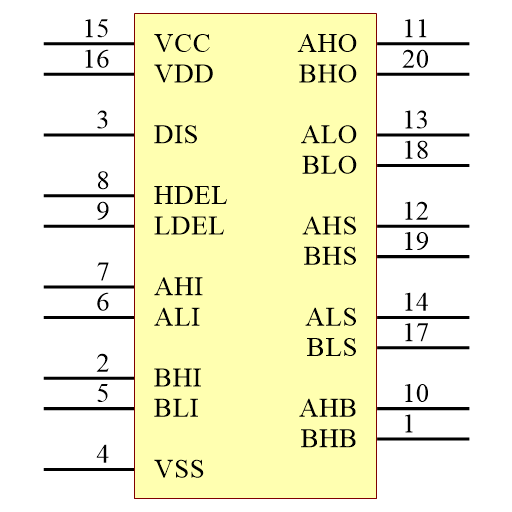 15 VCC AHO 11
16 VDD BHO 20
3 DIS ALO 13
BLO 18
8 HDEL
9 LDEL AHS 12
BHS 19
7 AHI
6 ALI ALS 14
BLS 17
2 BHI
5 BLI AHB 10
BHB 1
4 VSS